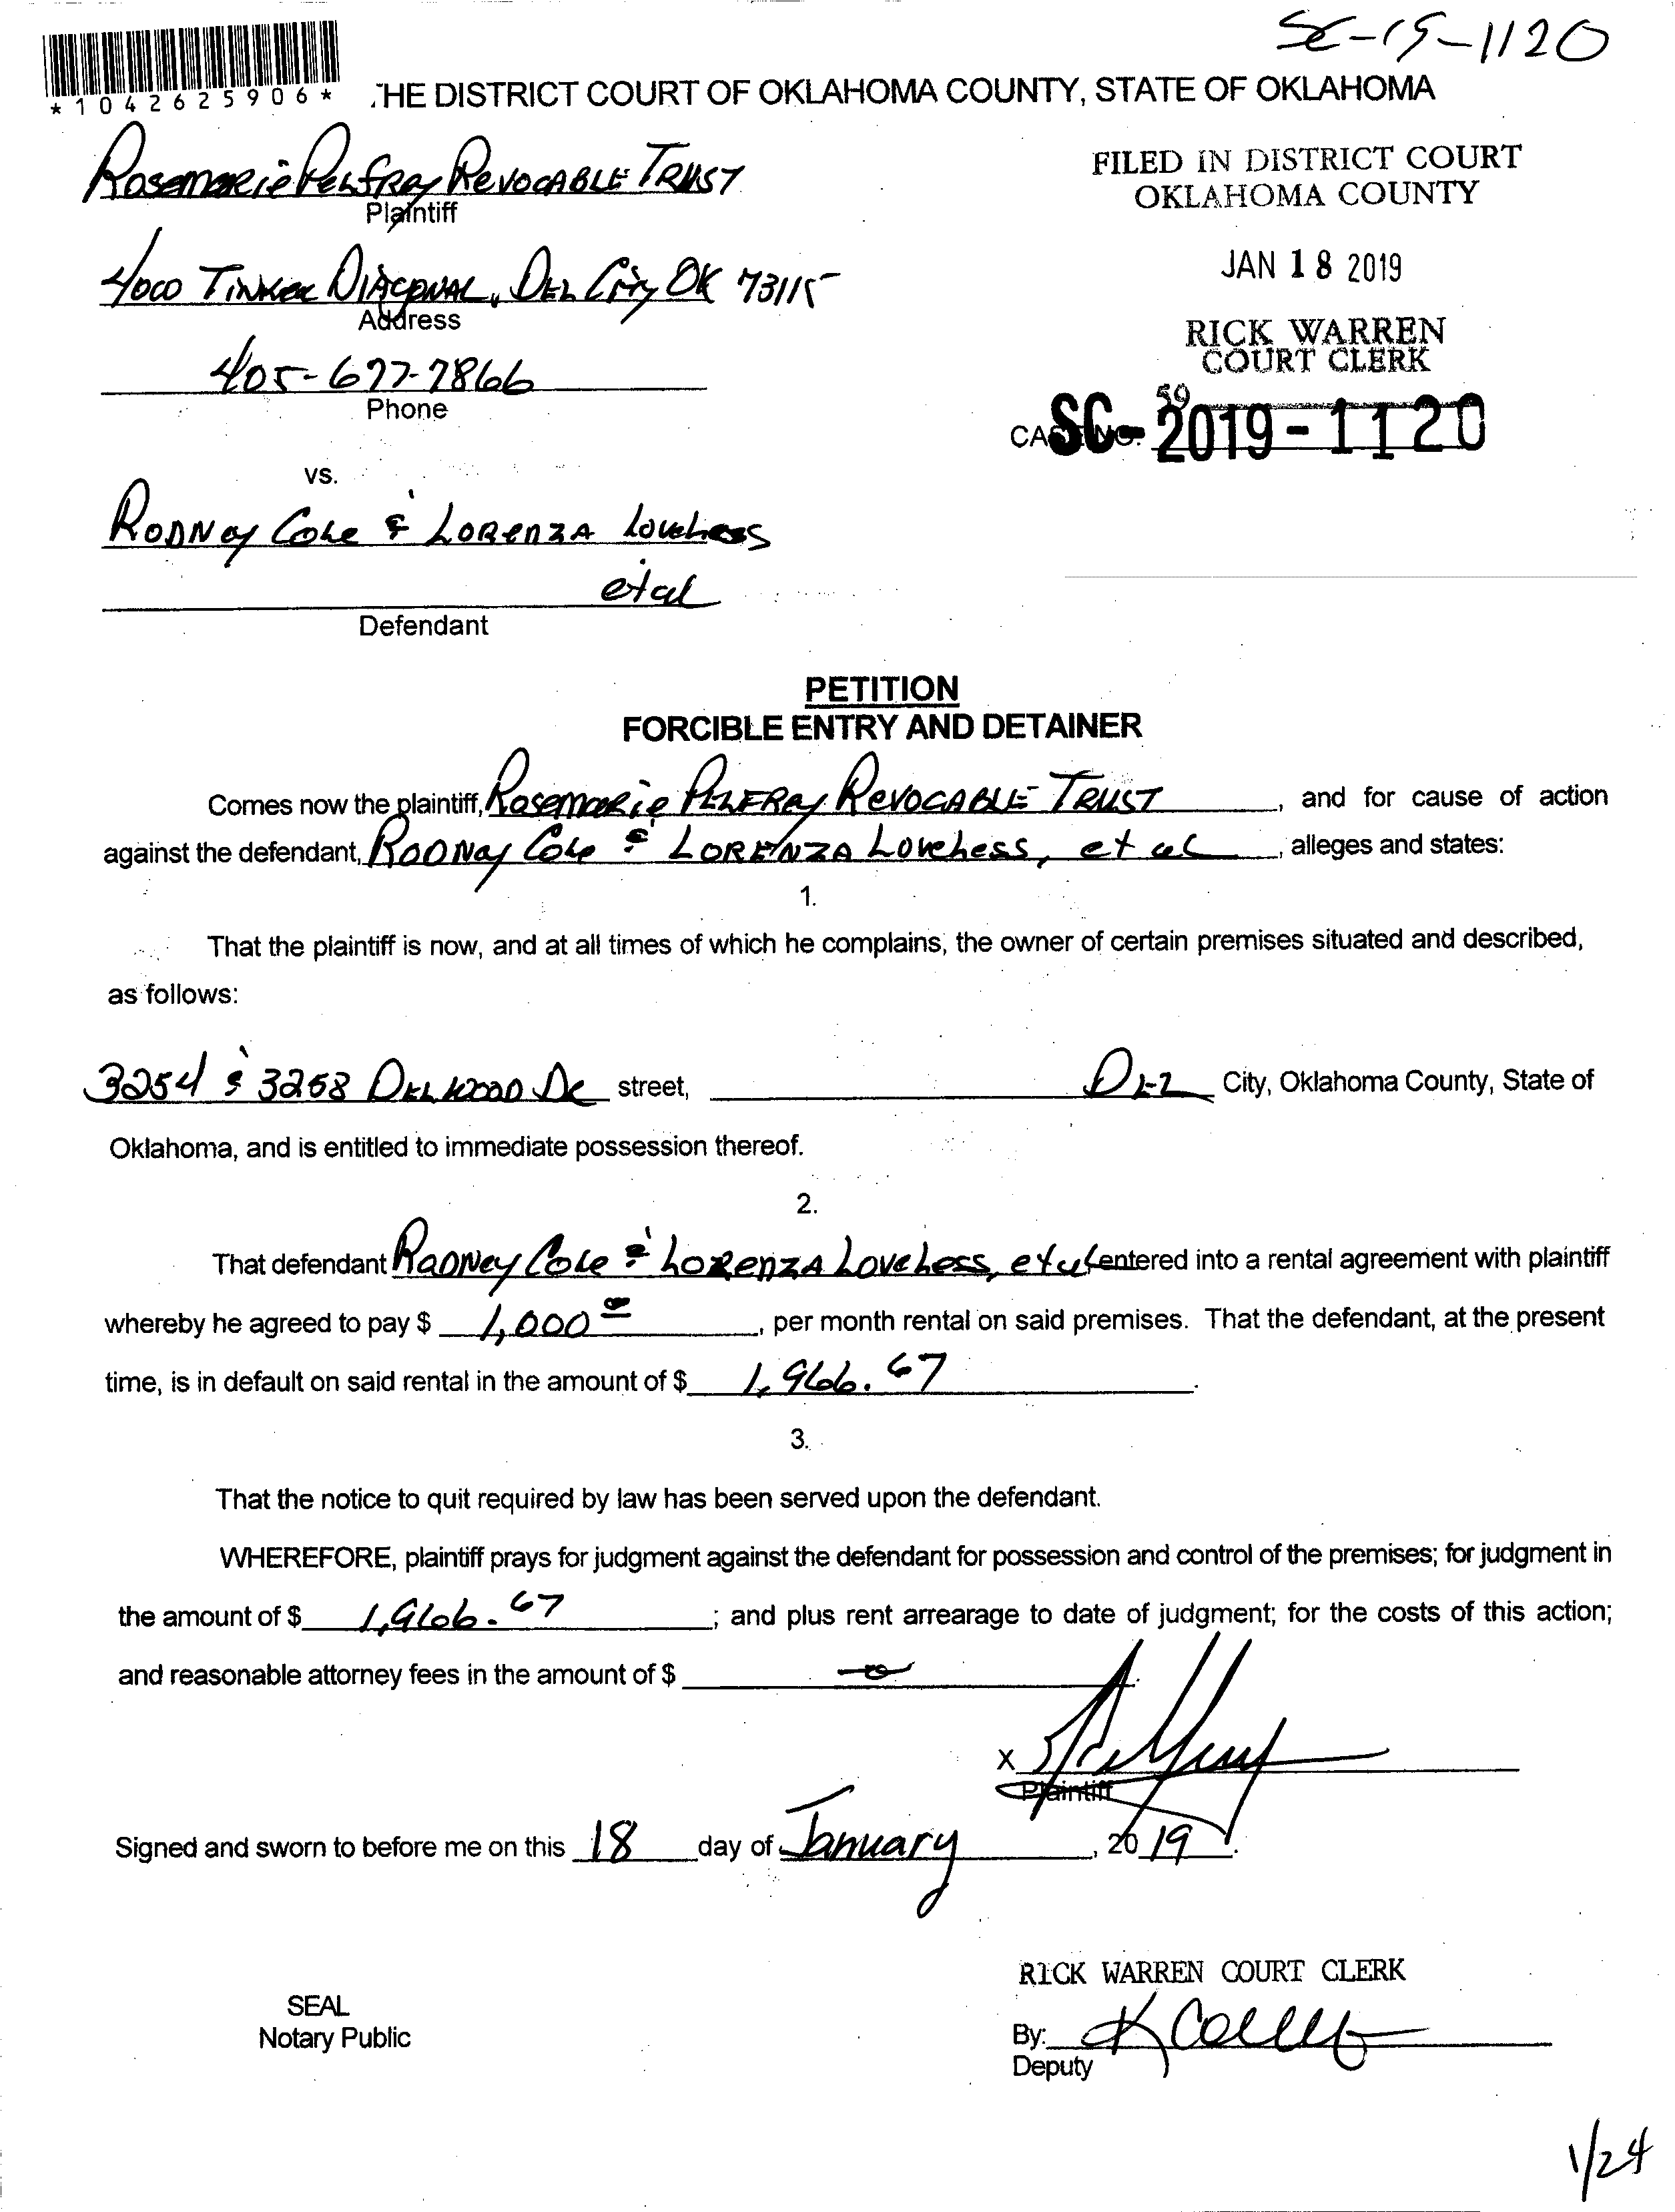 SC-19-1120
*1042625906*
THE DISTRICT COURT OF OKLAHOMA COUNTY, STATE OF OKLAHOMA
Rosemarie Pelfrey Revocable Trust
Plaintiff
FILED IN DISTRICT COURT
OKLAHOMA COUNTY
4000 Tinker Diagonal, Del City OK 73115
Address
JAN 18 2019
405-677-7866
Phone
RICK WARREN
COURT CLERK
59
CASE NO. SC-2019-1120
vs.
Rodney Cole & Lorenza Loveless
et al
Defendant
PETITION
FORCIBLE ENTRY AND DETAINER
Comes now the plaintiff, Rosemarie Pelfrey Revocable Trust, and for cause of action
against the defendant, Rodney Cole & Lorenza Loveless, et al, alleges and states:
1.
That the plaintiff is now, and at all times of which he complains, the owner of certain premises situated and described,
as follows:
3254 & 3258 Delwood Dr street, Del City, Oklahoma County, State of
Oklahoma, and is entitled to immediate possession thereof.
2.
That defendant Rodney Cole & Lorenza Loveless, et al entered into a rental agreement with plaintiff
whereby he agreed to pay $ 1,000 00, per month rental on said premises. That the defendant, at the present
time, is in default on said rental in the amount of $ 1,966.67.
3.
That the notice to quit required by law has been served upon the defendant.
WHEREFORE, plaintiff prays for judgment against the defendant for possession and control of the premises; for judgment in
the amount of $ 1,966.67; and plus rent arrearage to date of judgment; for the costs of this action;
and reasonable attorney fees in the amount of $ -0-.
X
Plaintiff
Signed and sworn to before me on this 18 day of January, 2019.
RICK WARREN COURT CLERK
SEAL
Notary Public
By:
Deputy
1/24